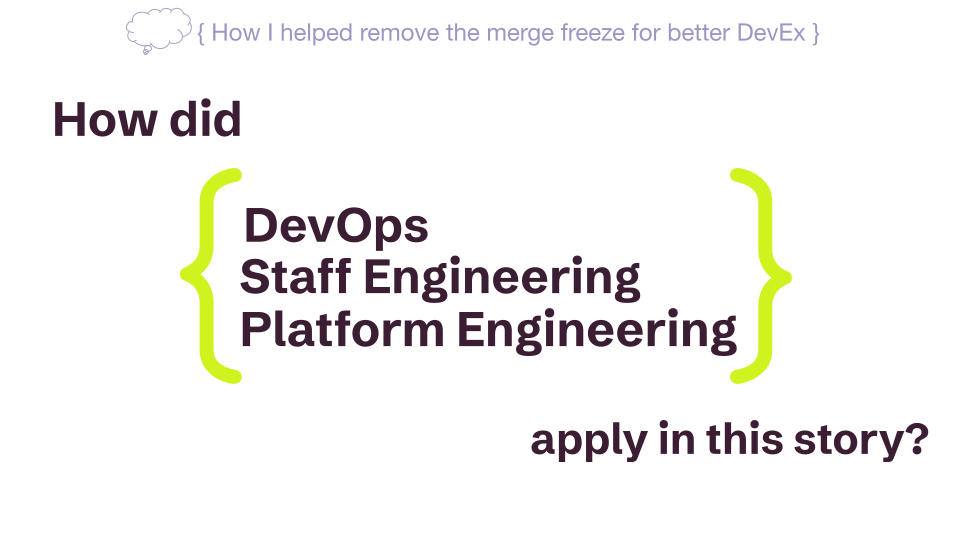 { How I helped remove the merge freeze for better DevEx }
How did
DevOps
Staff Engineering
Platform Engineering
apply in this story?